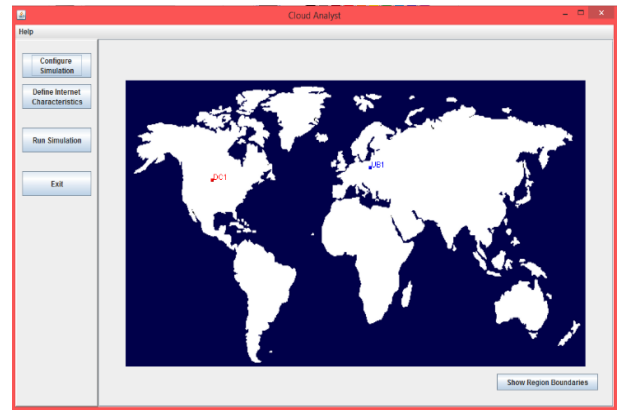 Cloud Analyst
Help
Configure
Simulation
Define Internet
Characteristics
Run Simulation
Exit
DC1
UB1
Show Region Boundaries